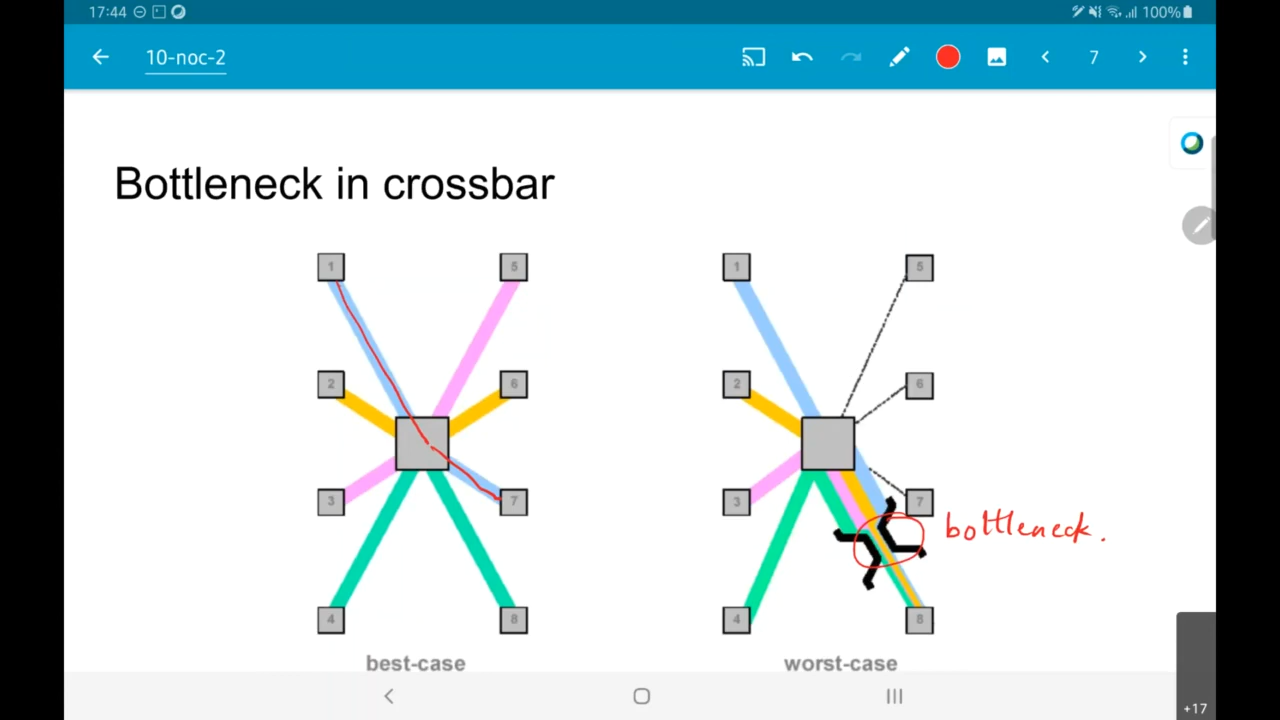 17:44 100%
10-noc-2 7
Bottleneck in crossbar
1 5 1 5
2 6 2 6
3 7 3 7
bottleneck.
4 8 4 8
best-case worst-case
+17